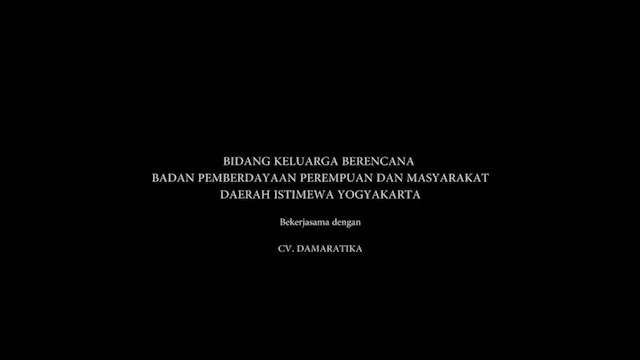 BIDANG KELUARGA BERENCANA
BADAN PEMBERDAYAAN PEREMPUAN DAN MASYARAKAT
DAERAH ISTIMEWA YOGYAKARTA
Bekerjasama dengan
CV. DAMARATIKA